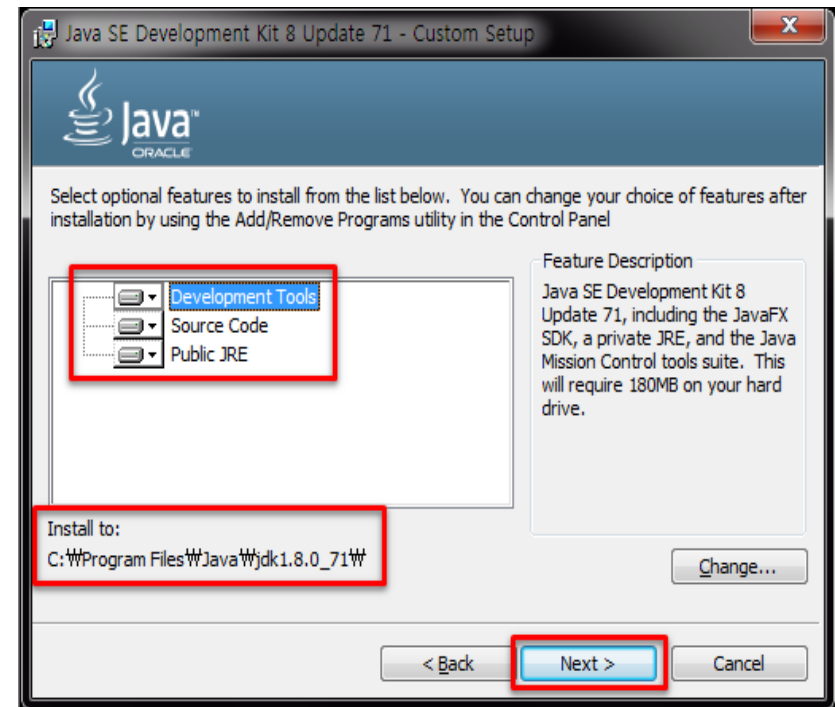 Java SE Development Kit 8 Update 71 - Custom Setup
X
Java™
ORACLE
Select optional features to install from the list below. You can change your choice of features after
installation by using the Add/Remove Programs utility in the Control Panel
Development Tools
Source Code
Public JRE
Feature Description
Java SE Development Kit 8
Update 71, including the JavaFX
SDK, a private JRE, and the Java
Mission Control tools suite. This
will require 180MB on your hard
drive.
Install to:
C:₩Program Files₩Java₩jdk1.8.0_71₩
Change...
< Back
Next >
Cancel